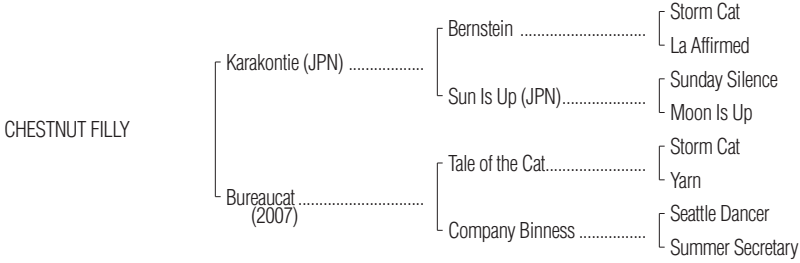 Storm Cat
Bernstein ..............................
La Affirmed
Karakontie (JPN) ..................
Sunday Silence
Sun Is Up (JPN)....................
Moon Is Up
CHESTNUT FILLY
Storm Cat
Tale of the Cat........................
Yarn
Bureaucat ..............................
(2007)
Seattle Dancer
Company Binness ................
Summer Secretary